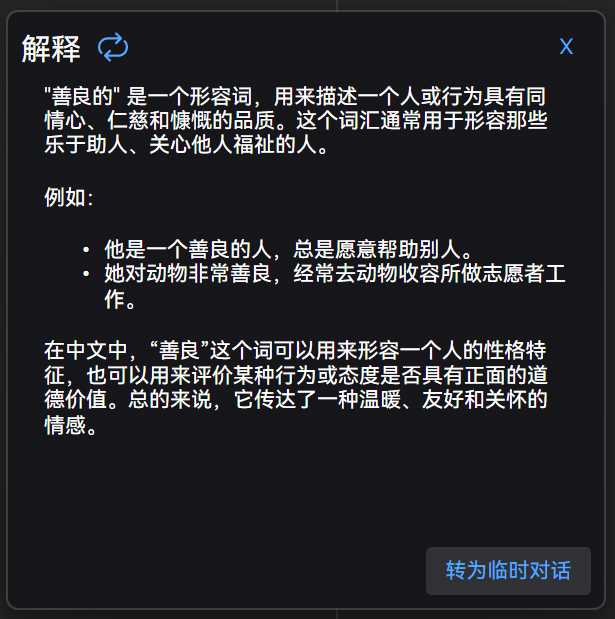 解释
X
"善良的" 是一个形容词，用来描述一个人或行为具有同
情心、仁慈和慷慨的品质。这个词汇通常用于形容那些
乐于助人、关心他人福祉的人。
例如：
• 他是一个善良的人，总是愿意帮助别人。
• 她对动物非常善良，经常去动物收容所做志愿者工
作。
在中文中，“善良”这个词可以用来形容一个人的性格特
征，也可以用来评价某种行为或态度是否具有正面的道
德价值。总的来说，它传达了一种温暖、友好和关怀的
情感。
转为临时对话